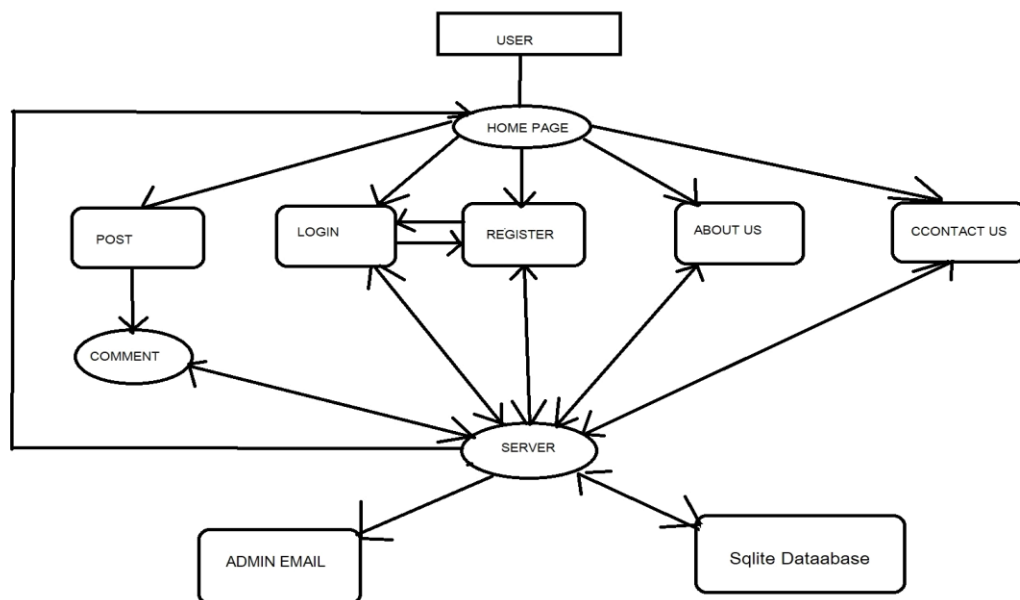 USER
HOME PAGE
POST
LOGIN
REGISTER
ABOUT US
CCONTACT US
COMMENT
SERVER
ADMIN EMAIL
Sqlite Dataabase